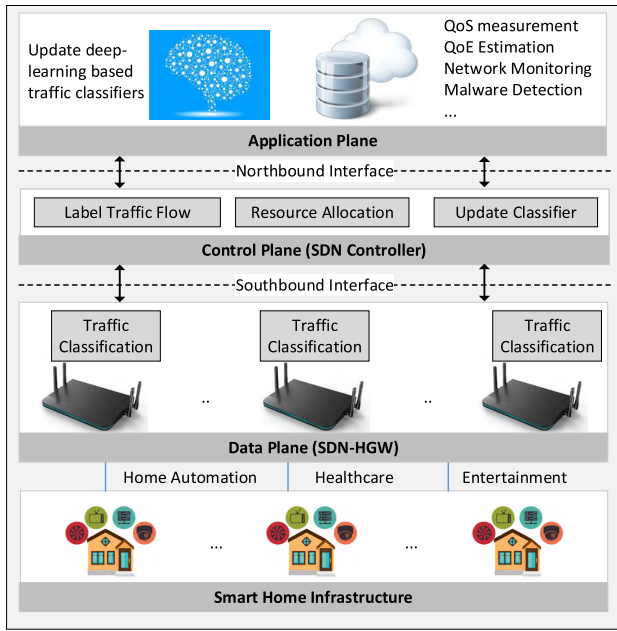 Update deep-
learning based
traffic classifiers
QoS measurement
QoE Estimation
Network Monitoring
Malware Detection
...
Application Plane
Northbound Interface
Label Traffic Flow
Resource Allocation
Update Classifier
Control Plane (SDN Controller)
Southbound Interface
Traffic
Classification
Traffic
Classification
Traffic
Classification
..
..
Data Plane (SDN-HGW)
Home Automation
Healthcare
Entertainment
...
...
Smart Home Infrastructure